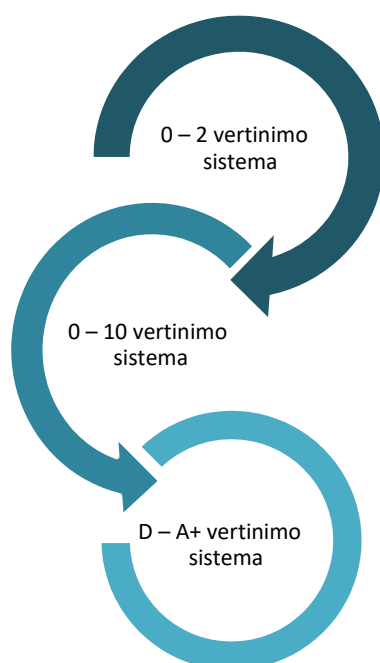 0 – 2 vertinimo
sistema
0 – 10 vertinimo
sistema
D – A+ vertinimo
sistema